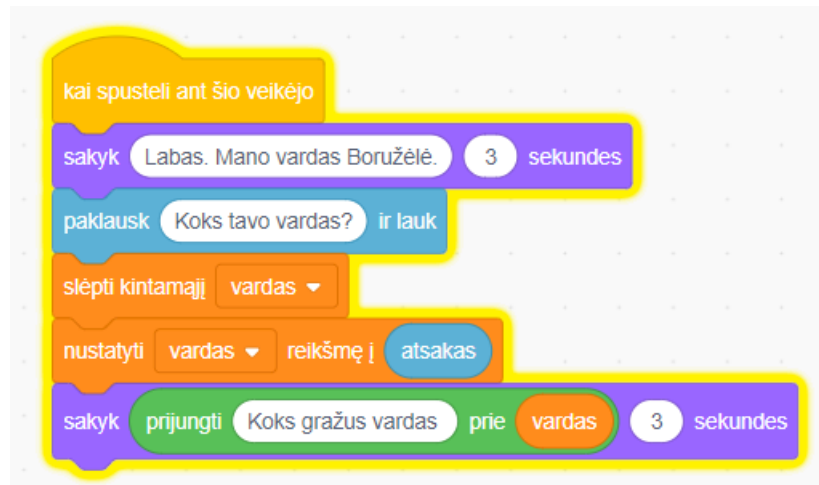 kai spusteli ant šio veikėjo
sakyk Labas. Mano vardas Boružėlė. 3 sekundes
paklausk Koks tavo vardas? ir lauk
slėpti kintamąjį vardas
nustatyti vardas reikšmę į atsakas
sakyk prijungti Koks gražus vardas prie vardas 3 sekundes